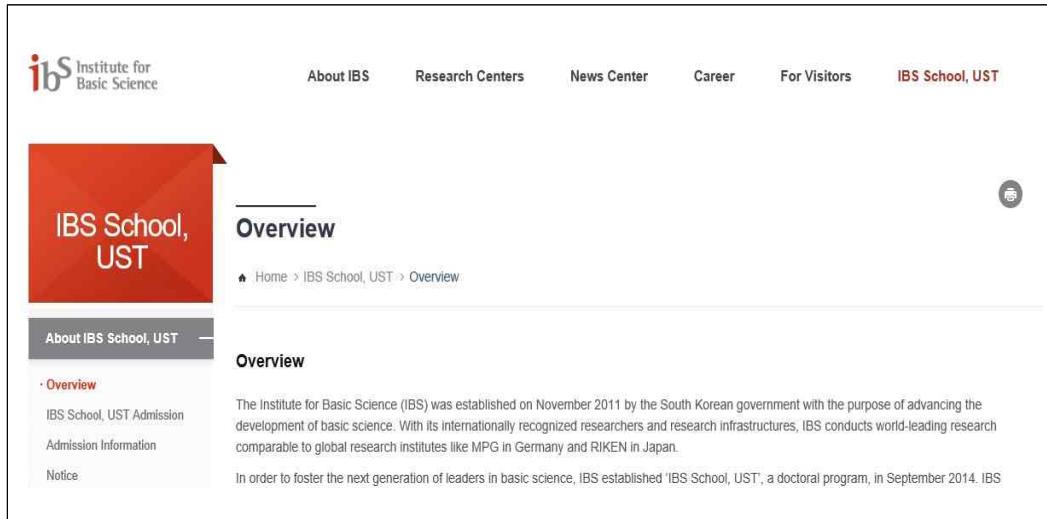 ibS Institute for
Basic Science
About IBS Research Centers News Center Career For Visitors IBS School, UST
IBS School,
UST
Overview
Home > IBS School, UST > Overview
About IBS School, UST
· Overview
IBS School, UST Admission
Admission Information
Notice
Overview
The Institute for Basic Science (IBS) was established on November 2011 by the South Korean government with the purpose of advancing the
development of basic science. With its internationally recognized researchers and research infrastructures, IBS conducts world-leading research
comparable to global research institutes like MPG in Germany and RIKEN in Japan.
In order to foster the next generation of leaders in basic science, IBS established 'IBS School, UST', a doctoral program, in September 2014. IBS